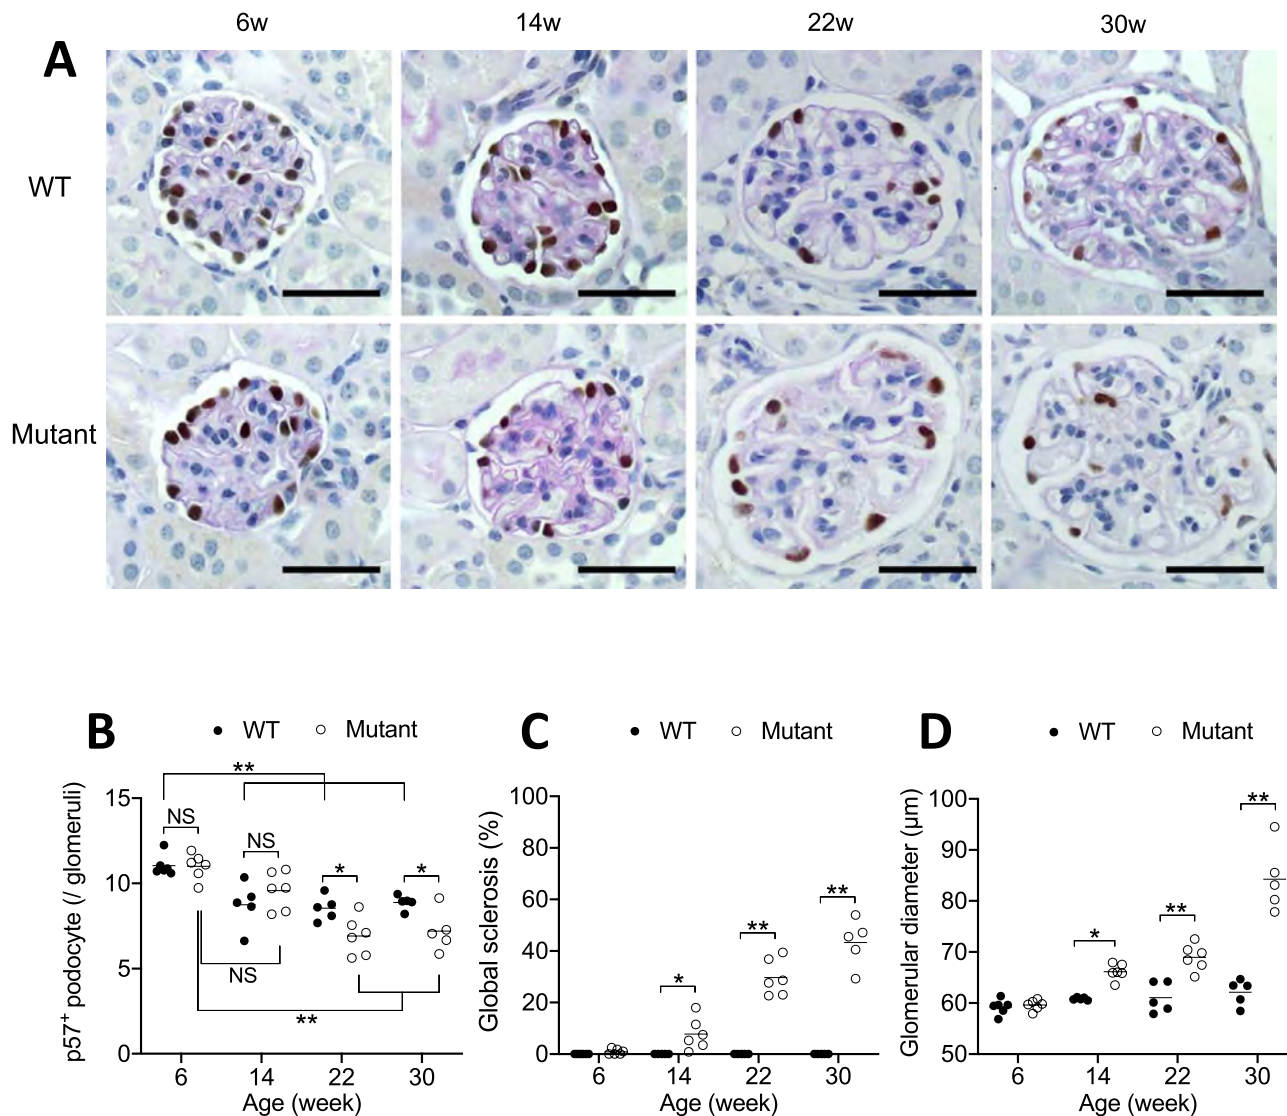 6w 14w 22w 30w
A
WT
Mutant
B
WT Mutant
p57+ podocyte (/ glomeruli)
15
10
5
0
**
NS
NS
*
*
NS
**
6 14 22 30
Age (week)
C
WT Mutant
Global sclerosis (%)
100
80
60
40
20
0
*
**
**
6 14 22 30
Age (week)
D
WT Mutant
Glomerular diameter (μm)
100
90
80
70
60
50
*
**
**
6 14 22 30
Age (week)